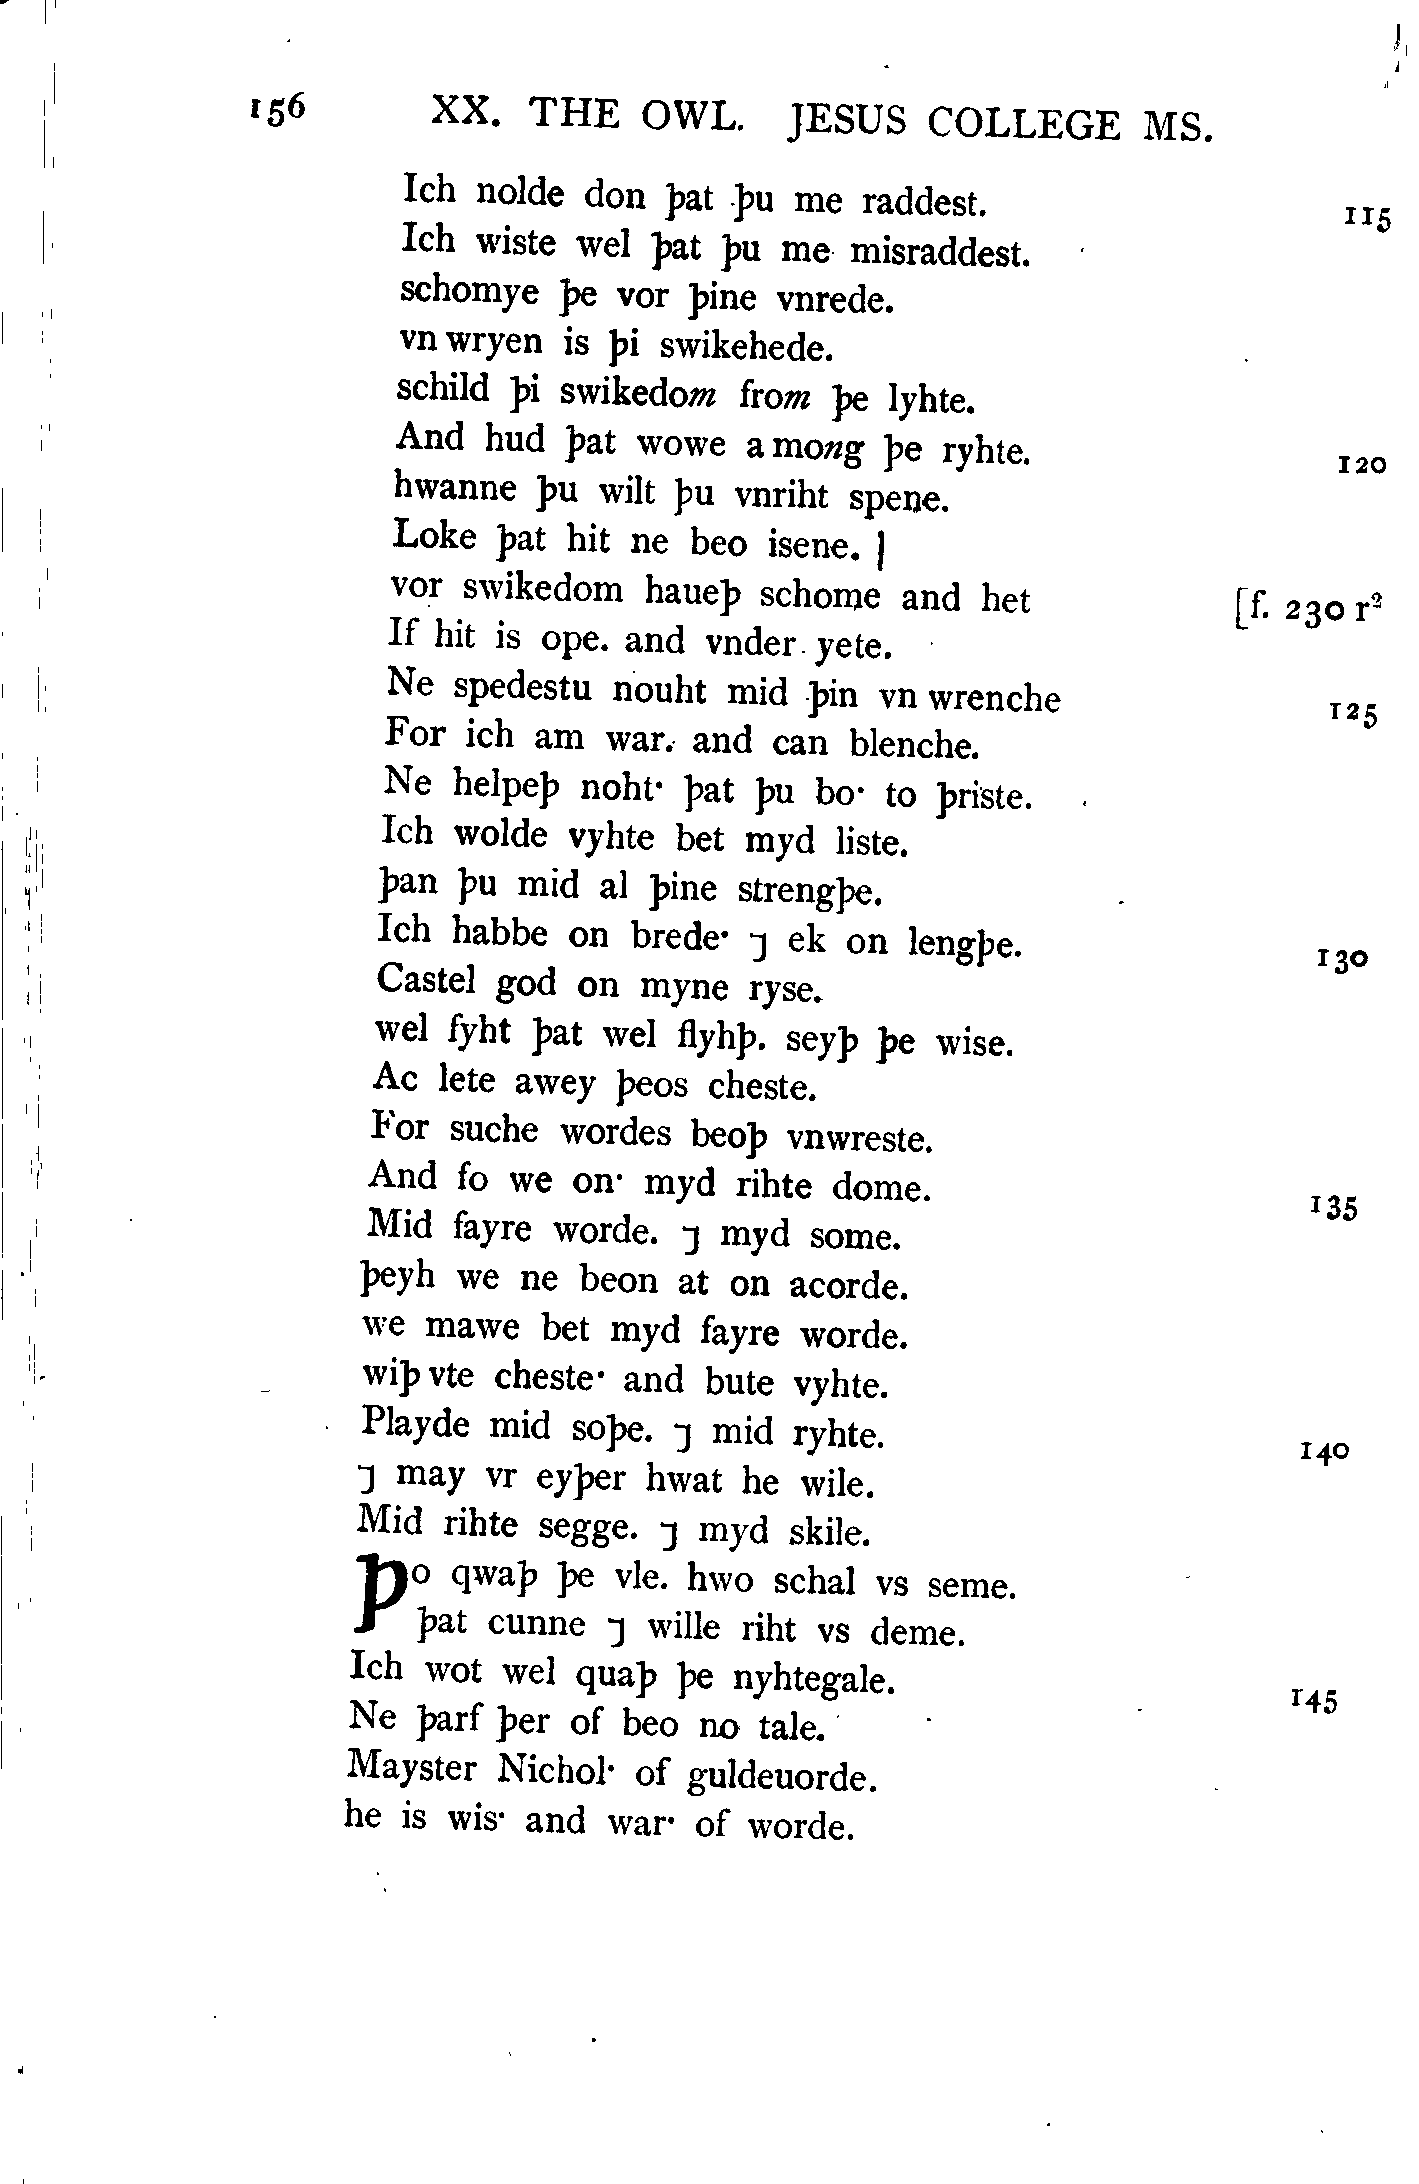 156 XX. THE OWL. JESUS COLLEGE MS.
Ich nolde don þat þu me raddest. 115
Ich wiste wel þat þu me misraddest.
schomye þe vor þine vnrede.
vn wryen is þi swikehede.
schild þi swikedom from þe lyhte.
And hud þat wowe a mong þe ryhte. 120
hwanne þu wilt þu vnriht spene.
Loke þat hit ne beo isene. |
vor swikedom haueþ schome and het [f. 230 r²
If hit is ope. and vnder yete.
Ne spedestu nouht mid þin vn wrenche 125
For ich am war. and can blenche.
Ne helpeþ noht· þat þu bo· to þriste.
Ich wolde vyhte bet myd liste.
þan þu mid al þine strengþe.
Ich habbe on brede· ⁊ ek on lengþe. 130
Castel god on myne ryse.
wel fyht þat wel flyhþ. seyþ þe wise.
Ac lete awey þeos cheste.
For suche wordes beoþ vnwreste.
And fo we on· myd rihte dome. 135
Mid fayre worde. ⁊ myd some.
þeyh we ne beon at on acorde.
we mawe bet myd fayre worde.
wiþ vte cheste· and bute vyhte.
Playde mid soþe. ⁊ mid ryhte. 140
⁊ may vr eyþer hwat he wile.
Mid rihte segge. ⁊ myd skile.
Þo qwaþ þe vle. hwo schal vs seme.
þat cunne ⁊ wille riht vs deme.
Ich wot wel quaþ þe nyhtegale. 145
Ne þarf þer of beo no tale.
Mayster Nichol· of guldeuorde.
he is wis· and war· of worde.